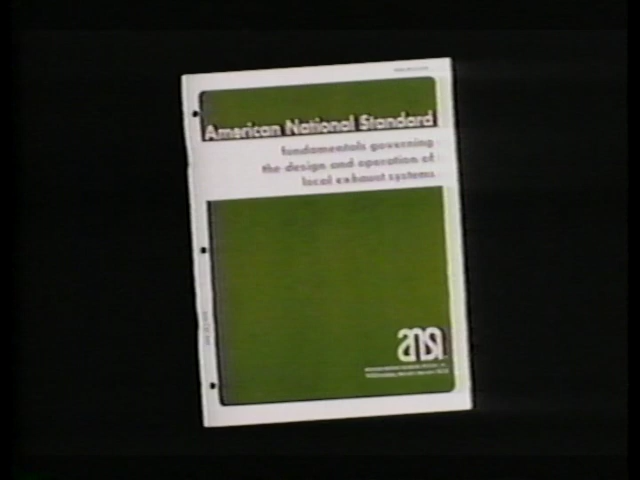 American National Standard
fundamentals governing
the design and operation of
local exhaust systems
ansi